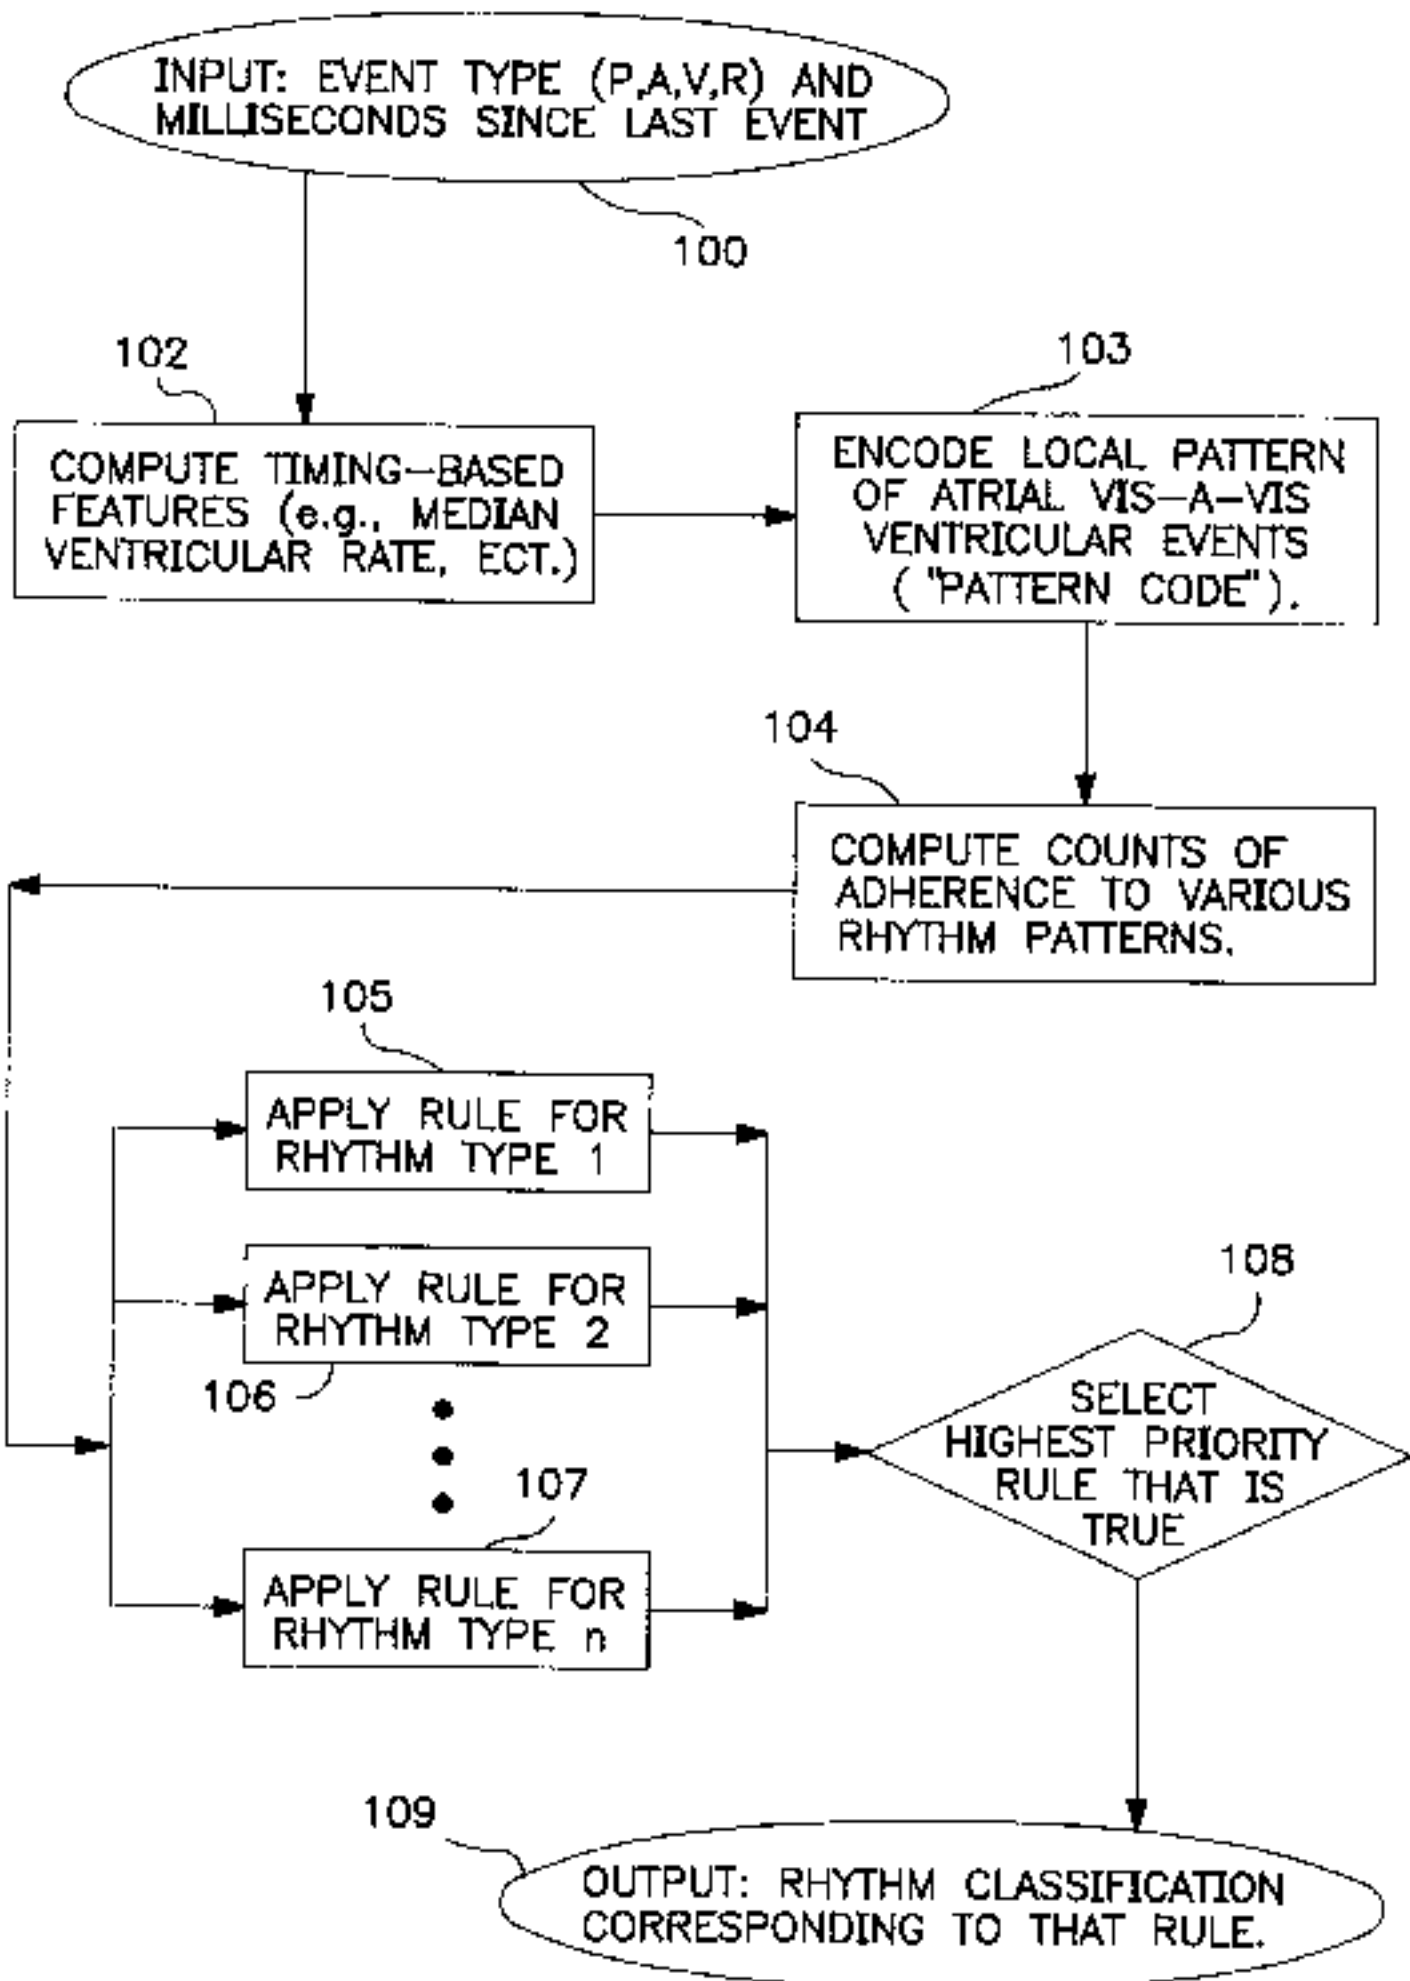 INPUT: EVENT TYPE (P,A,V,R) AND
MILLISECONDS SINCE LAST EVENT
100
102
COMPUTE TIMING-BASED
FEATURES (e.g., MEDIAN
VENTRICULAR RATE, ECT.)
103
ENCODE LOCAL PATTERN
OF ATRIAL VIS-A-VIS
VENTRICULAR EVENTS
( "PATTERN CODE").
104
COMPUTE COUNTS OF
ADHERENCE TO VARIOUS
RHYTHM PATTERNS.
105
APPLY RULE FOR
RHYTHM TYPE 1
APPLY RULE FOR
RHYTHM TYPE 2
106
107
APPLY RULE FOR
RHYTHM TYPE n
108
SELECT
HIGHEST PRIORITY
RULE THAT IS
TRUE
109
OUTPUT: RHYTHM CLASSIFICATION
CORRESPONDING TO THAT RULE.